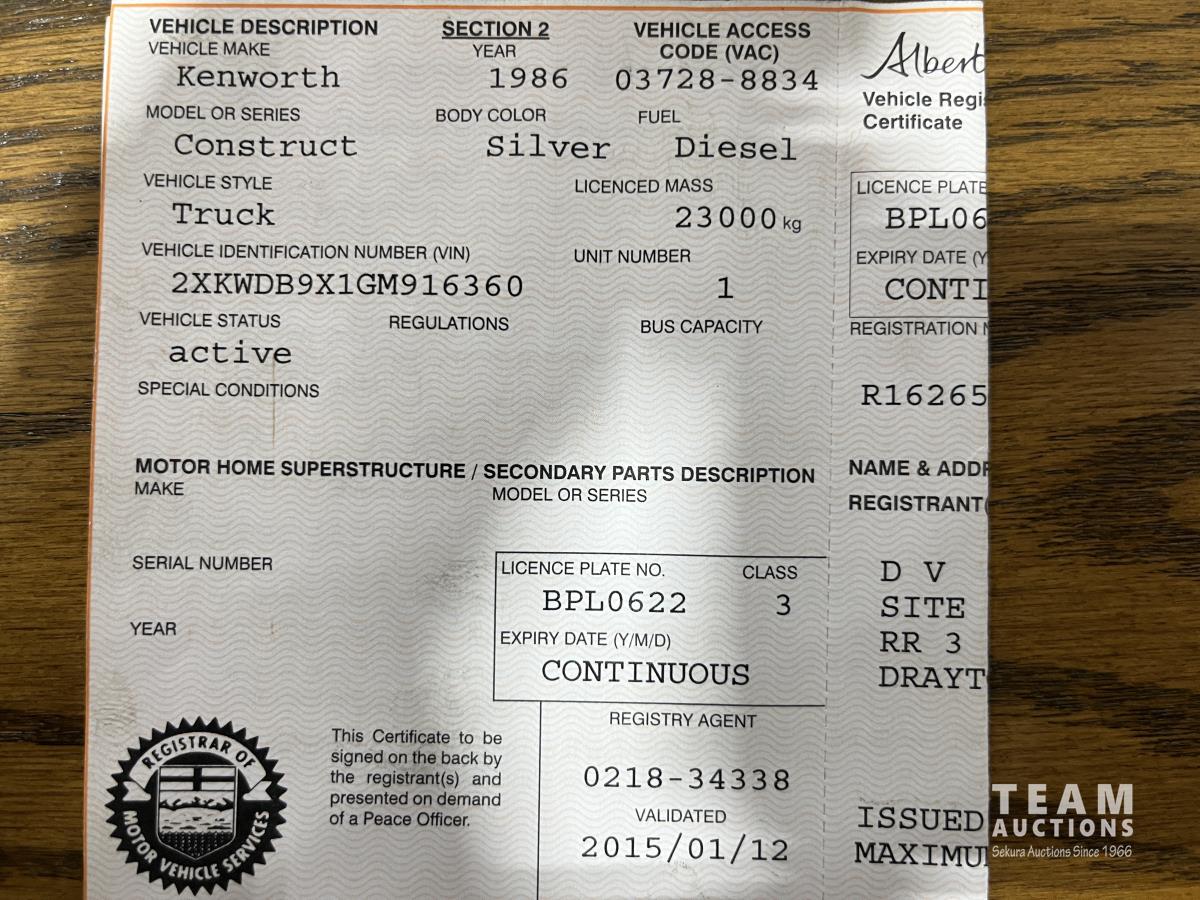 VEHICLE DESCRIPTION SECTION 2 VEHICLE ACCESS
VEHICLE MAKE YEAR CODE (VAC)
Kenworth 1986 03728-8834
MODEL OR SERIES BODY COLOR FUEL
Construct Silver Diesel
VEHICLE STYLE LICENCED MASS
Truck 23000 kg
VEHICLE IDENTIFICATION NUMBER (VIN) UNIT NUMBER
2XKWDB9X1GM916360 1
VEHICLE STATUS REGULATIONS BUS CAPACITY
active
SPECIAL CONDITIONS
MOTOR HOME SUPERSTRUCTURE / SECONDARY PARTS DESCRIPTION
MAKE MODEL OR SERIES
SERIAL NUMBER
YEAR
LICENCE PLATE NO. CLASS
BPL0622 3
EXPIRY DATE (Y/M/D)
CONTINUOUS
REGISTRY AGENT
0218-34338
VALIDATED
2015/01/12
REGISTRAR OF
MOTOR VEHICLE SERVICES
This Certificate to be
signed on the back by
the registrant(s) and
presented on demand
of a Peace Officer.
Albert
Vehicle Regi
Certificate
LICENCE PLATE
BPL06
EXPIRY DATE (Y
CONTI
REGISTRATION N
R16265
NAME & ADDR
REGISTRANT(
D V
SITE
RR 3
DRAYT
ISSUED
MAXIMU
TEAM
AUCTIONS
Sekura Auctions Since 1966